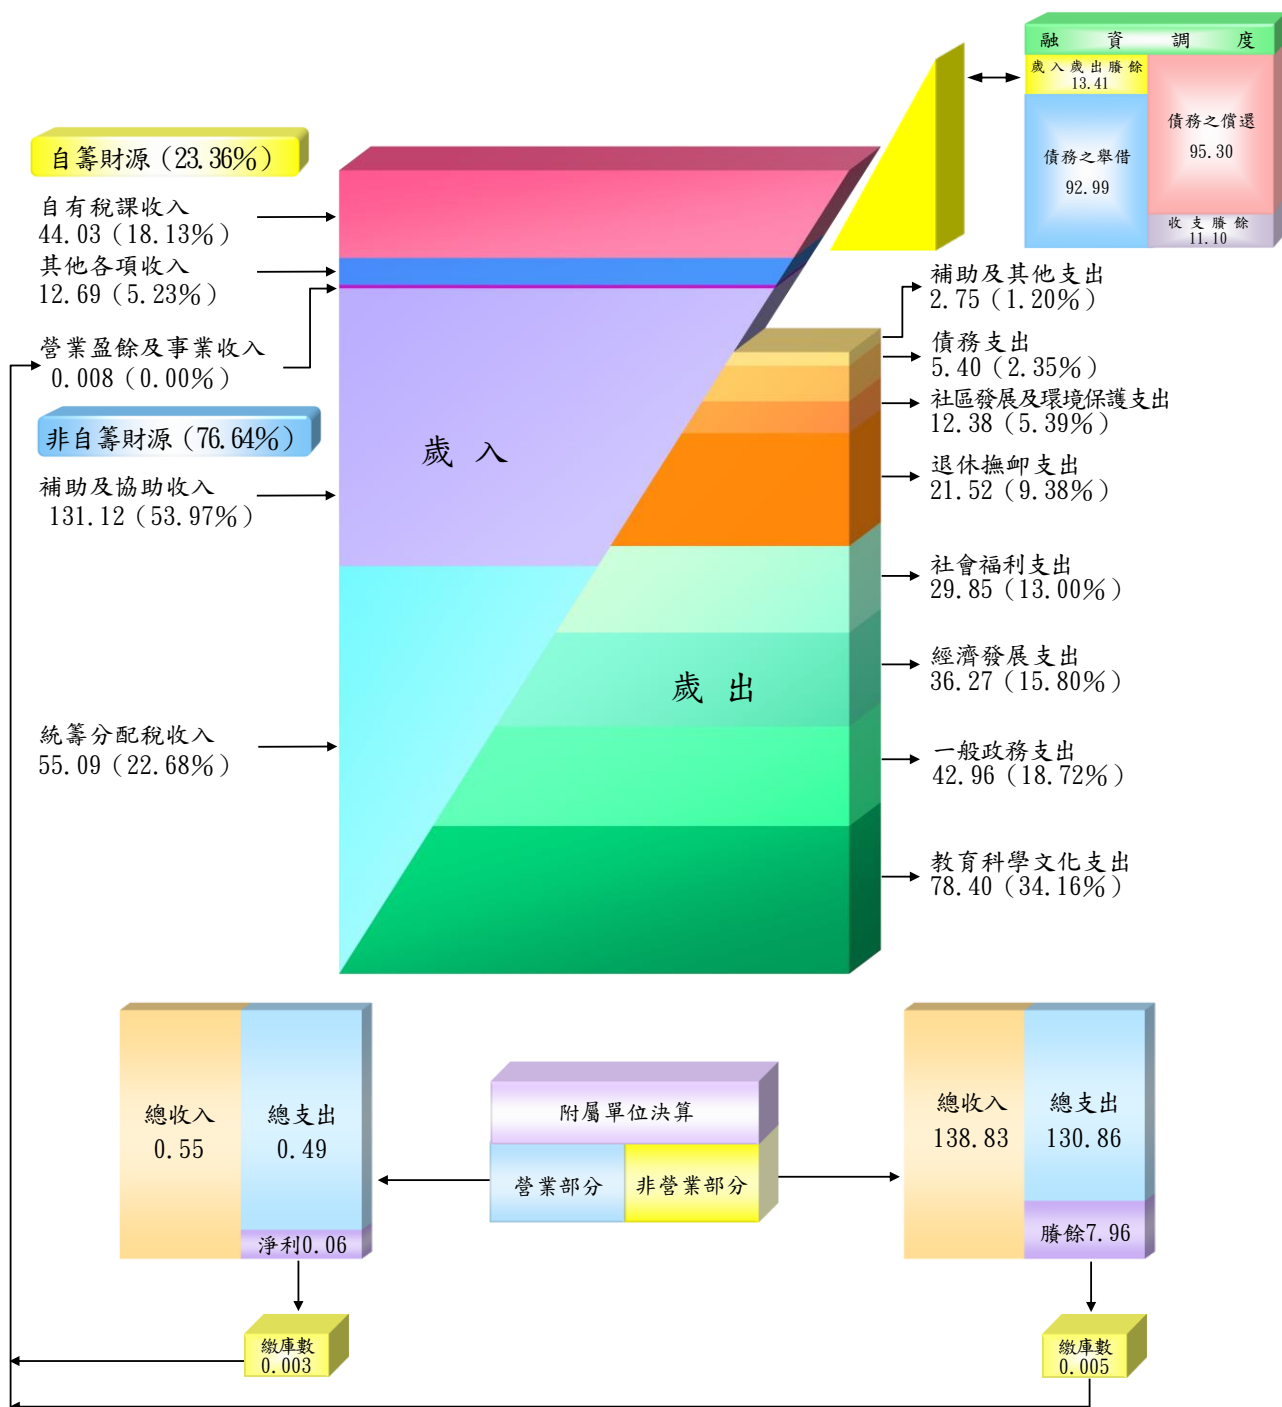 融資調度
歲入歲出賸餘
13.41
債務之舉借
92.99
債務之償還
95.30
收支賸餘
11.10
自籌財源(23.36%)
自有稅課收入
44.03(18.13%)
其他各項收入
12.69(5.23%)
營業盈餘及事業收入
0.008(0.00%)
非自籌財源(76.64%)
補助及協助收入
131.12(53.97%)
統籌分配稅收入
55.09(22.68%)
歲入
歲出
補助及其他支出
2.75(1.20%)
債務支出
5.40(2.35%)
社區發展及環境保護支出
12.38(5.39%)
退休撫卹支出
21.52(9.38%)
社會福利支出
29.85(13.00%)
經濟發展支出
36.27(15.80%)
一般政務支出
42.96(18.72%)
教育科學文化支出
78.40(34.16%)
總收入
0.55
總支出
0.49
淨利0.06
繳庫數
0.003
附屬單位決算
營業部分
非營業部分
總收入
138.83
總支出
130.86
賸餘7.96
繳庫數
0.005